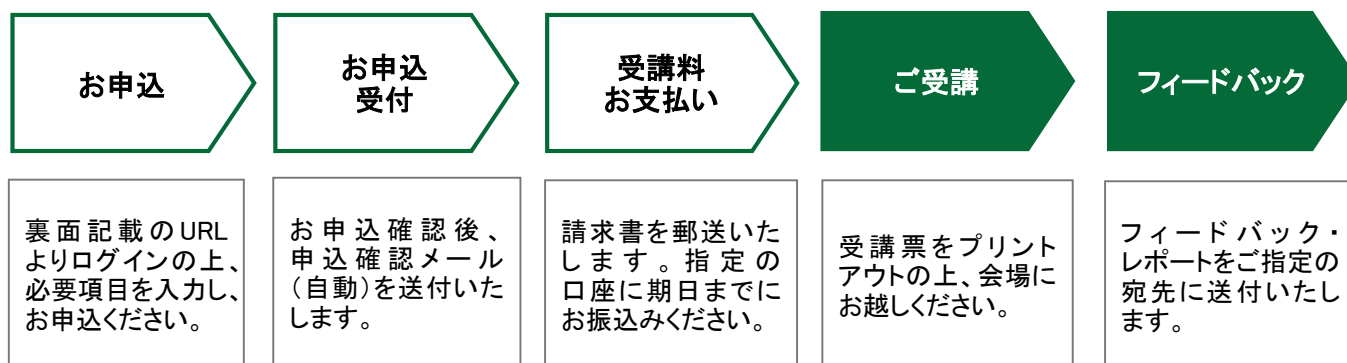 お申込
お申込
受付
受講料
お支払い
ご受講
フィードバック
裏面記載のURL
よりログインの上、
必要項目を入力し、
お申込ください。
お申込確認後、
申込確認メール
（自動）を送付いた
します。
請求書を郵送いた
します。指定の
口座に期日までに
お振込みください。
受講票をプリント
アウトの上、会場に
お越しください。
フィードバック・
レポートをご指定の
宛先に送付いたし
ます。